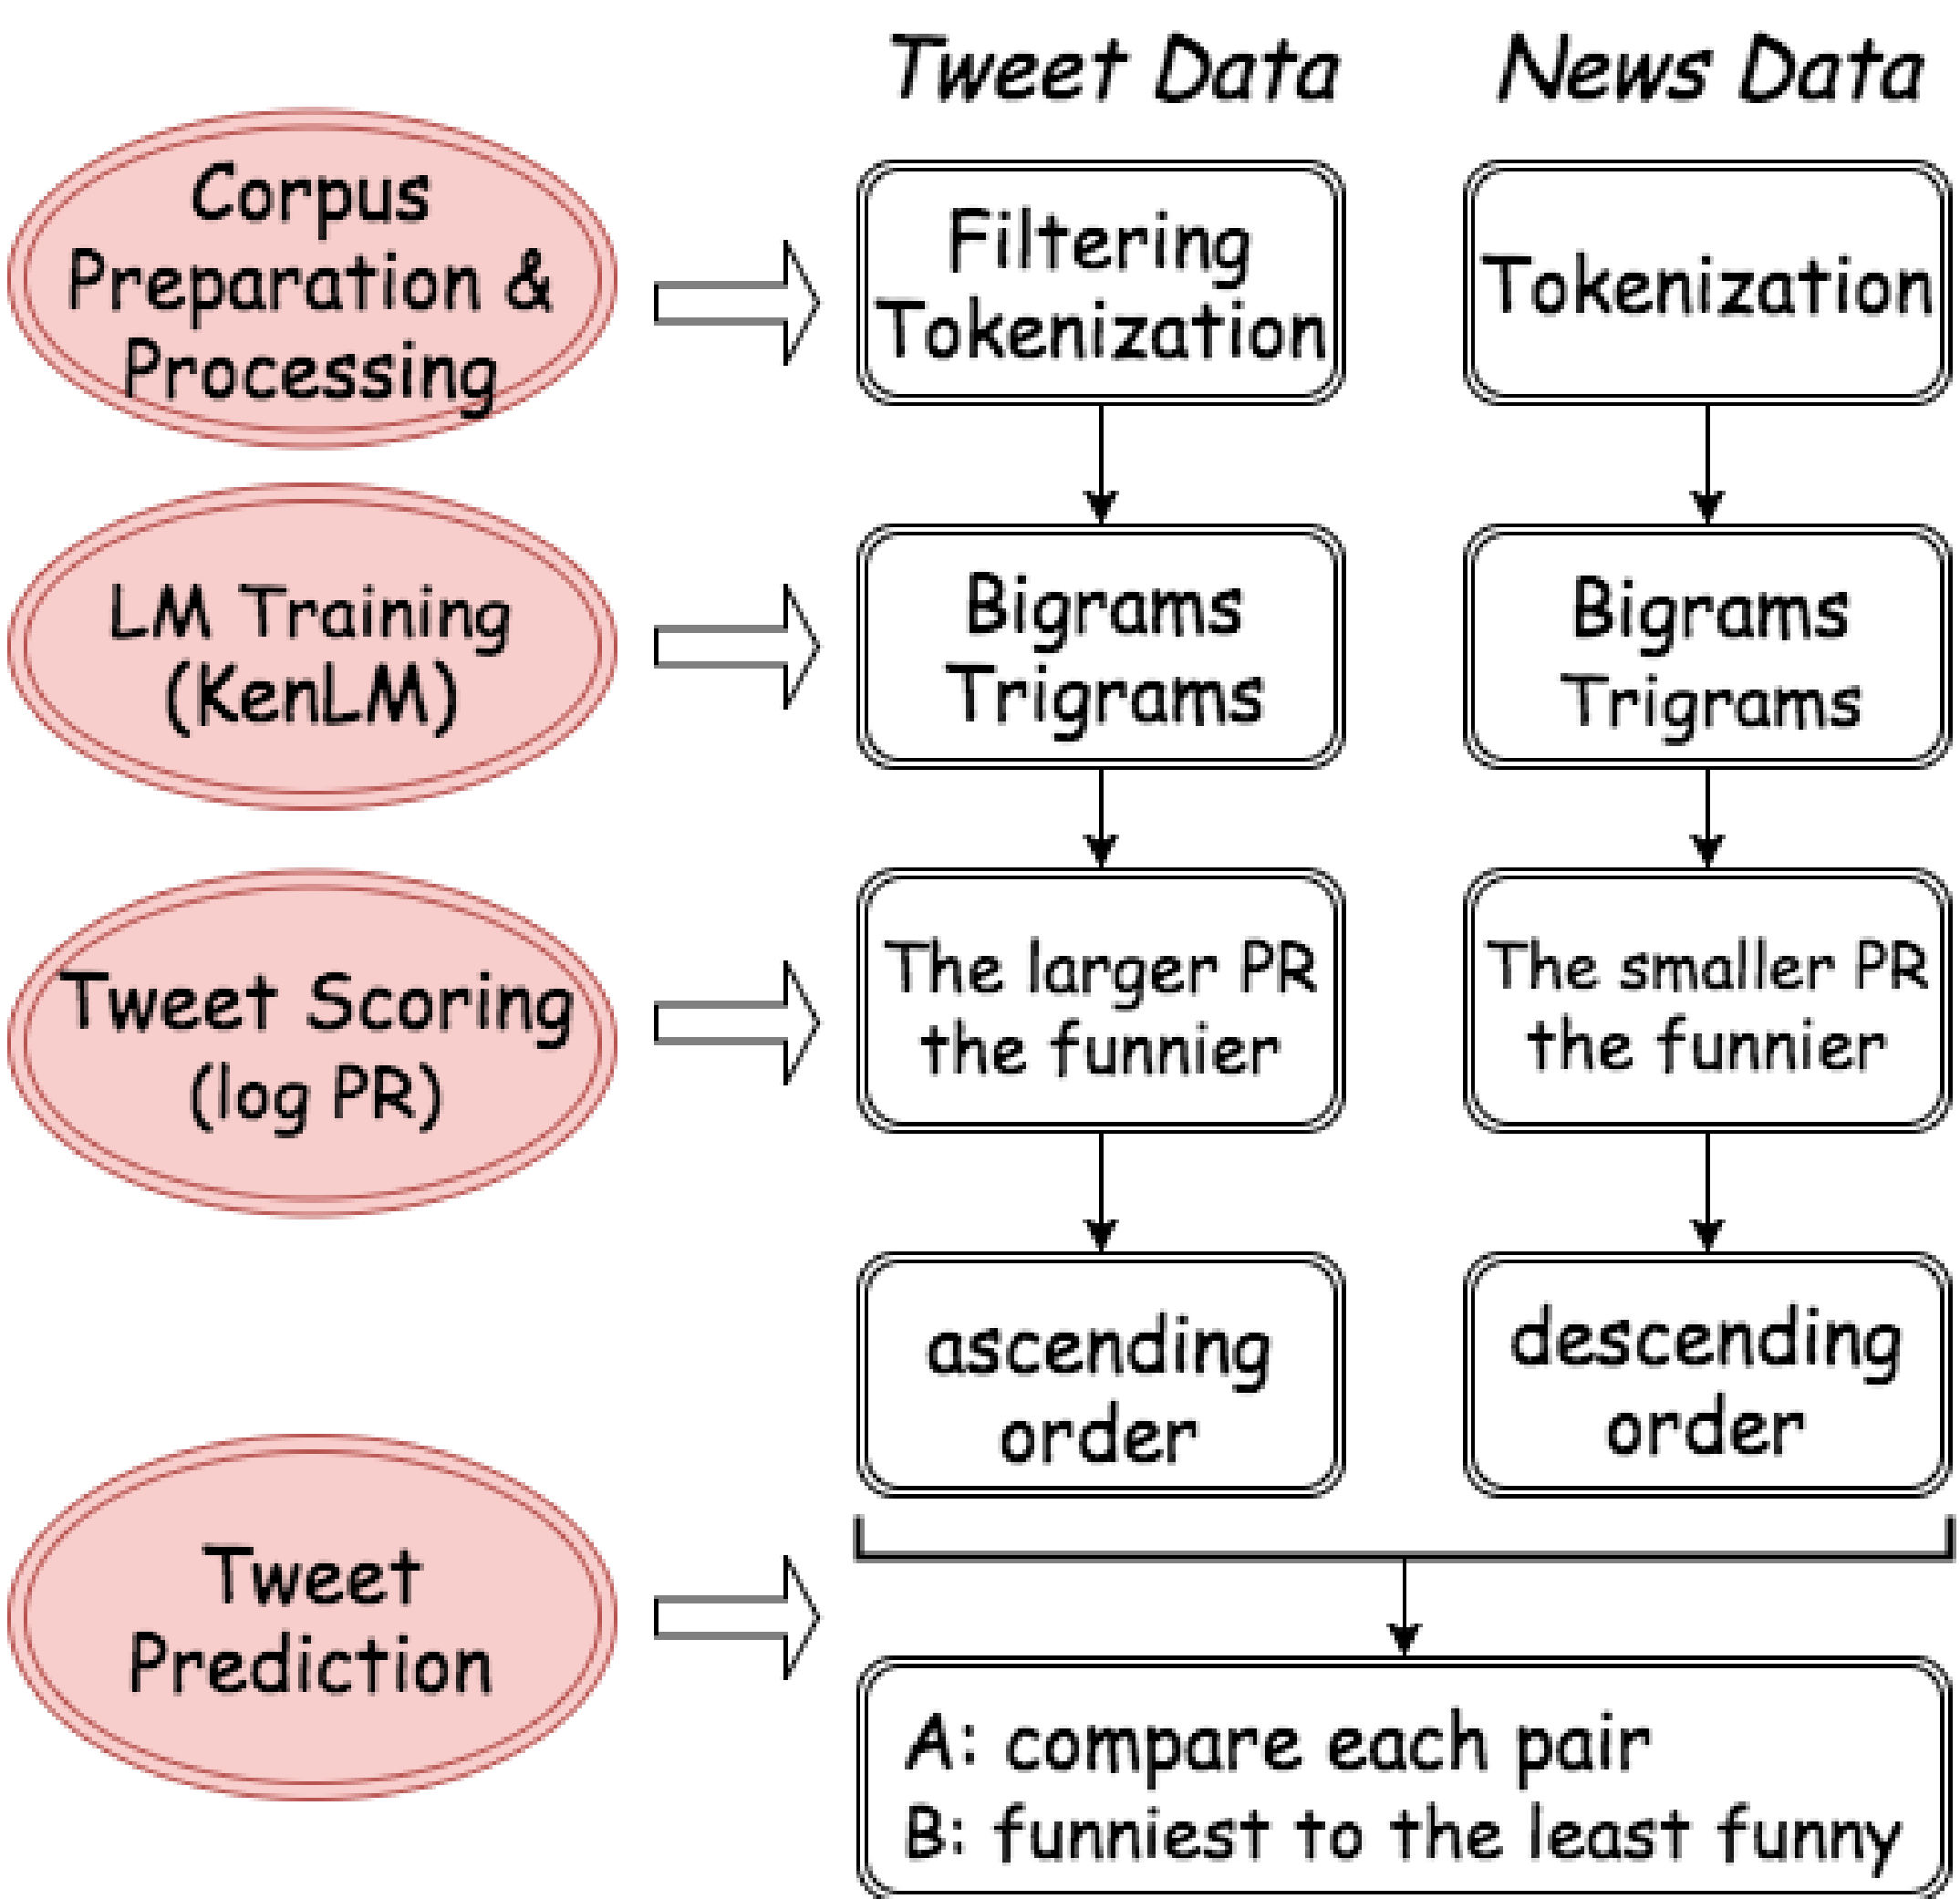 Tweet Data
News Data
Corpus
Preparation &
Processing
Filtering
Tokenization
Tokenization
LM Training
(KenLM)
Bigrams
Trigrams
Bigrams
Trigrams
Tweet Scoring
(log PR)
The larger PR
the funnier
The smaller PR
the funnier
ascending
order
descending
order
Tweet
Prediction
A: compare each pair
B: funniest to the least funny